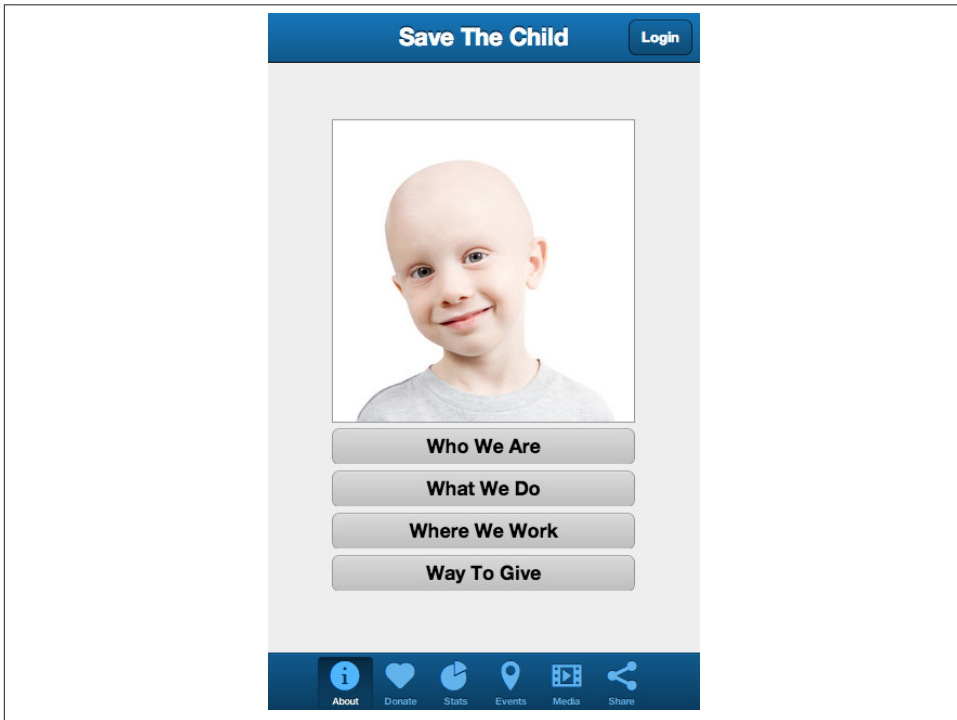 Save The Child
Login
Who We Are
What We Do
Where We Work
Way To Give
About
Donate
Stats
Events
Media
Share